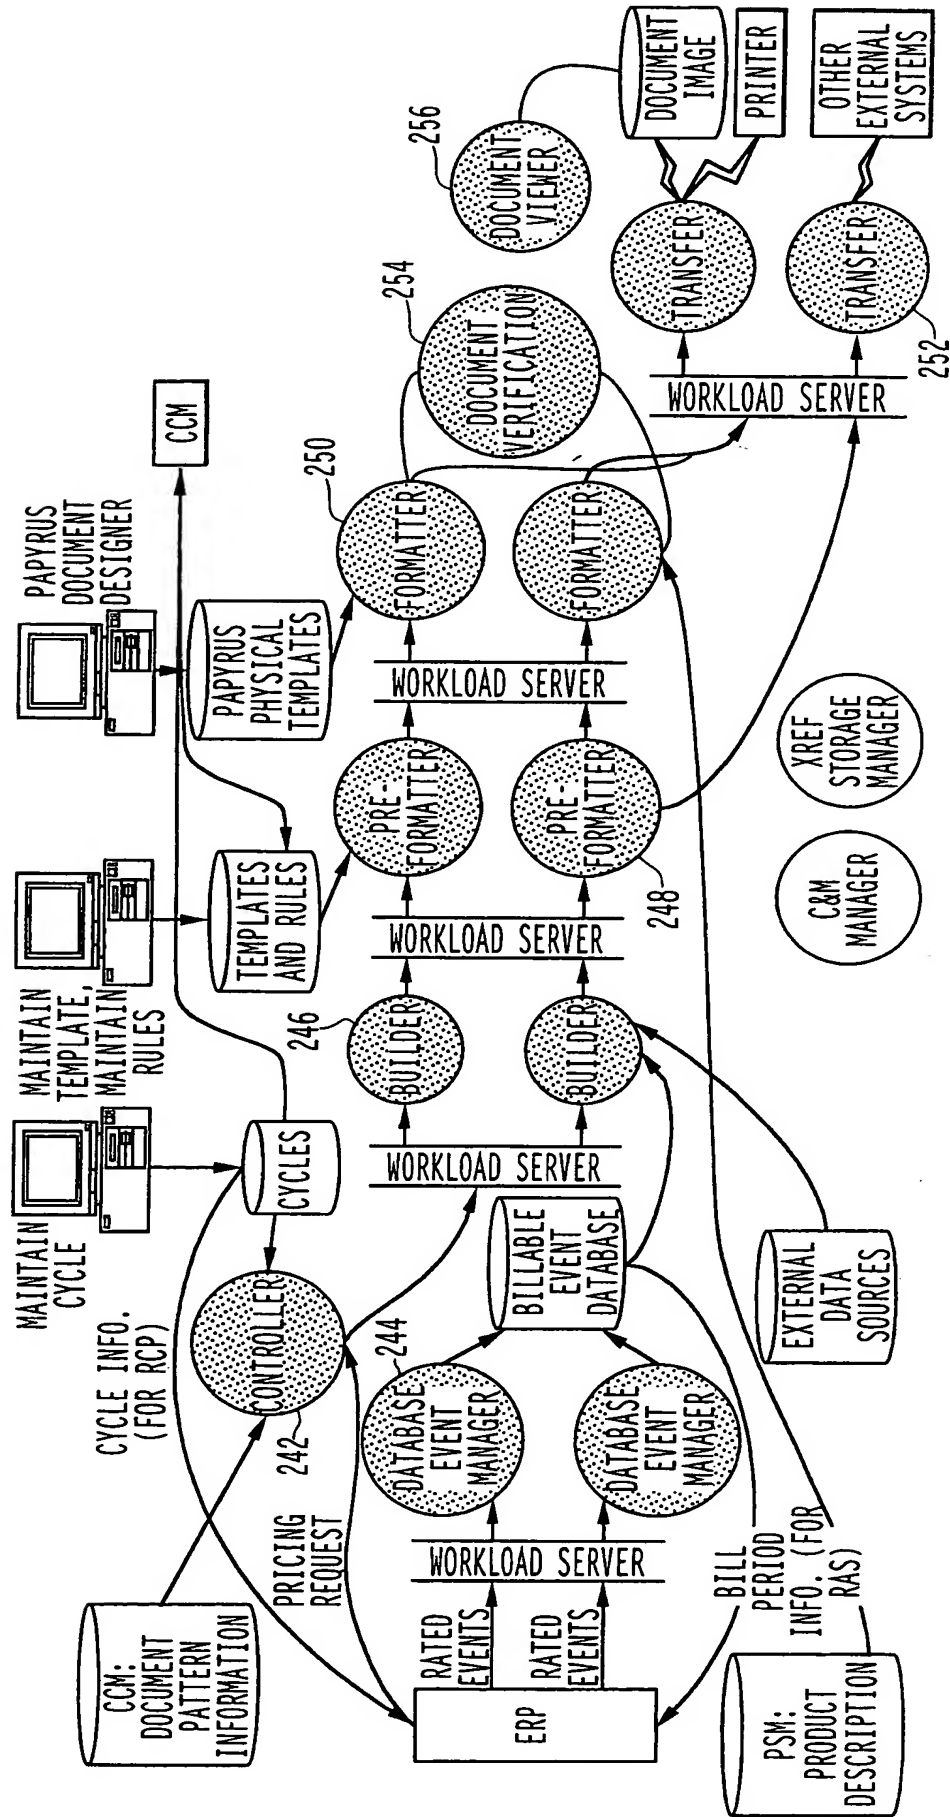 MAINTAIN
CYCLE
MAINTAIN
TEMPLATE,
MAINTAIN
RULES
PAPYRUS
DOCUMENT
DESIGNER
CCM
CCM:
DOCUMENT
PATTERN
INFORMATION
CYCLE INFO.
(FOR RCP)
CYCLES
TEMPLATES
AND RULES
PAPYRUS
PHYSICAL
TEMPLATES
CONTROLLER
242
PRICING
REQUEST
ERP
RATED
EVENTS
RATED
EVENTS
WORKLOAD SERVER
DATABASE
EVENT
MANAGER
244
DATABASE
EVENT
MANAGER
BILLABLE
EVENT
DATABASE
WORKLOAD SERVER
246
BUILDER
BUILDER
WORKLOAD SERVER
PRE-
FORMATTER
PRE-
FORMATTER
248
WORKLOAD SERVER
250
FORMATTER
FORMATTER
254
DOCUMENT
VERIFICATION
256
DOCUMENT
VIEWER
WORKLOAD SERVER
TRANSFER
TRANSFER
252
DOCUMENT
IMAGE
PRINTER
OTHER
EXTERNAL
SYSTEMS
PSM:
PRODUCT
DESCRIPTION
BILL
PERIOD
INFO. (FOR
RAS)
EXTERNAL
DATA
SOURCES
C&M
MANAGER
XREF
STORAGE
MANAGER